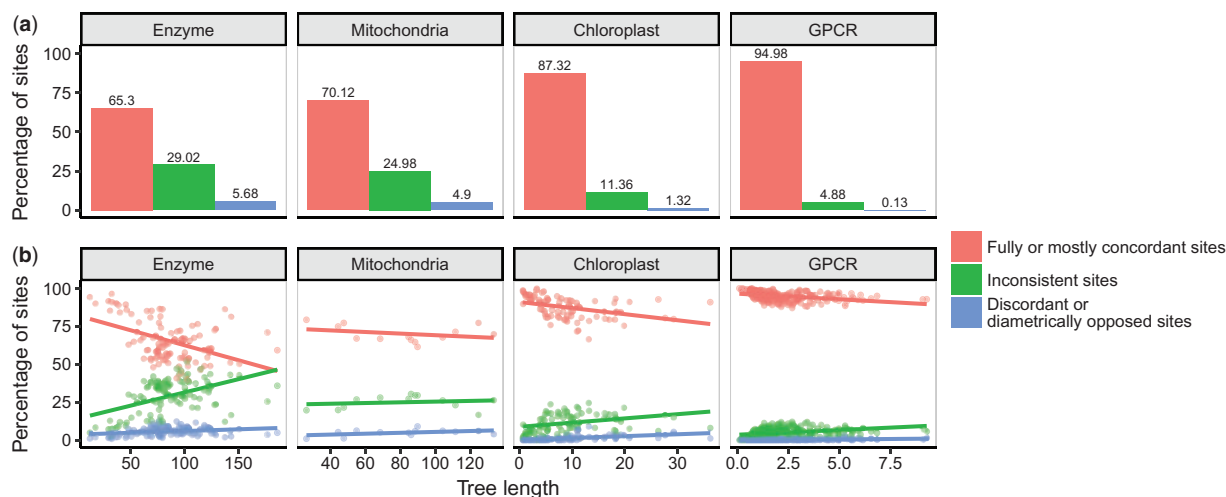 (a)
Enzyme Mitochondria Chloroplast GPCR
Percentage of sites
100
75
50
25
0
65.3 29.02 5.68
70.12 24.98 4.9
87.32 11.36 1.32
94.98 4.88 0.13
(b)
Enzyme Mitochondria Chloroplast GPCR
Percentage of sites
100
75
50
25
0
50 100 150 40 60 80 100 120 0 10 20 30 0.0 2.5 5.0 7.5
Tree length
Fully or mostly concordant sites
Inconsistent sites
Discordant or
diametrically opposed sites